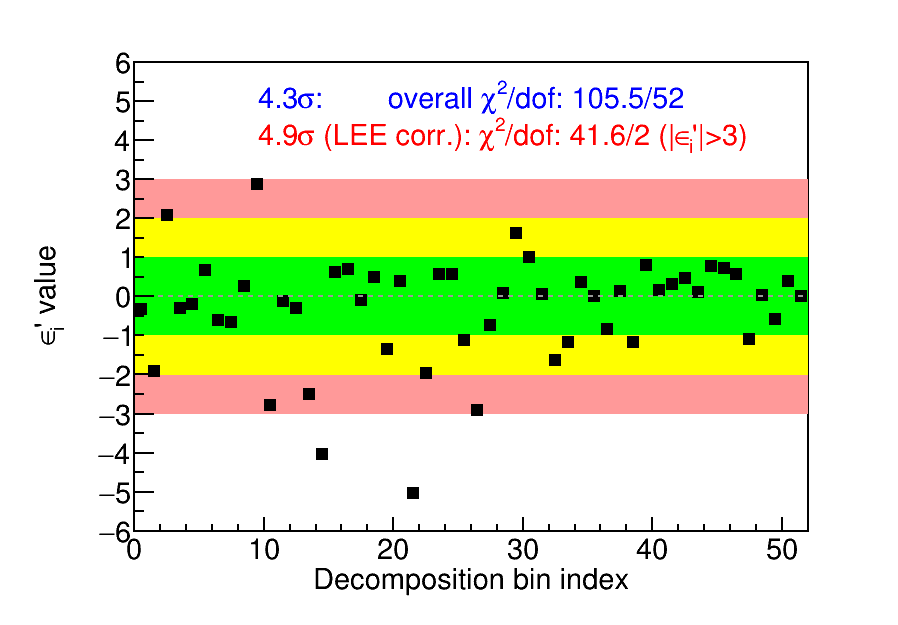 4.3σ: overall χ²/dof: 105.5/52
4.9σ (LEE corr.): χ²/dof: 41.6/2 (|ϵᵢ'|>3)
6
5
4
3
2
1
0
−1
−2
−3
−4
−5
−6
ϵᵢ' value
0 10 20 30 40 50
Decomposition bin index